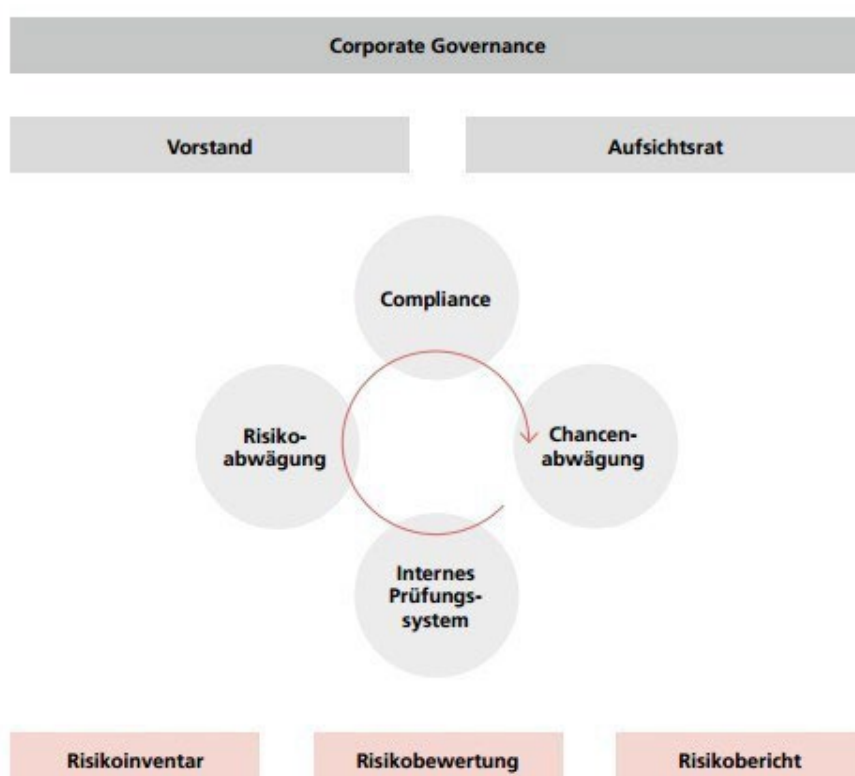 Corporate Governance
Vorstand
Aufsichtsrat
Compliance
Risiko-
abwägung
Chancen-
abwägung
Internes
Prüfungs-
system
Risikoinventar
Risikobewertung
Risikobericht